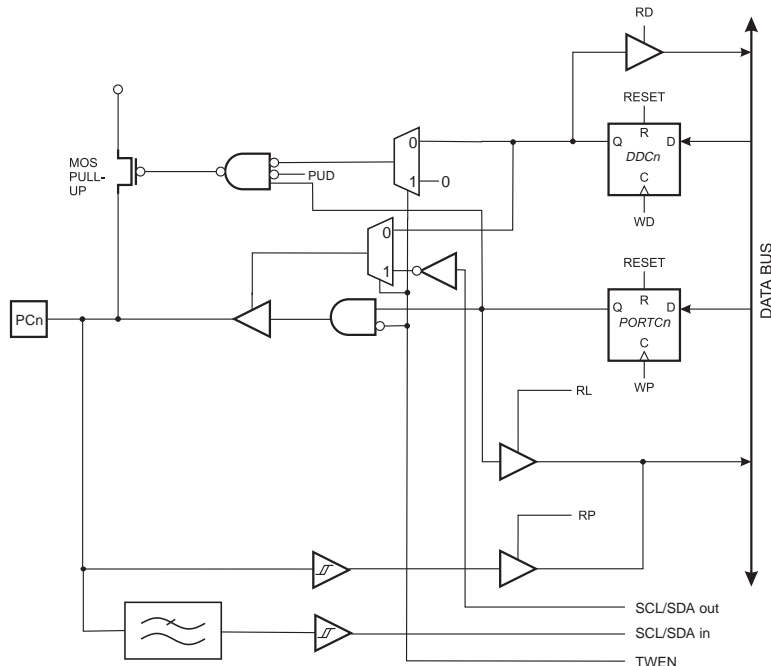 RD
RESET
R
Q
D
DDCn
C
WD
MOS
PULL-
UP
0
1
0
PUD
0
1
RESET
R
Q
D
PORTCn
C
WP
PCn
DATA BUS
RL
RP
SCL/SDA out
SCL/SDA in
TWEN